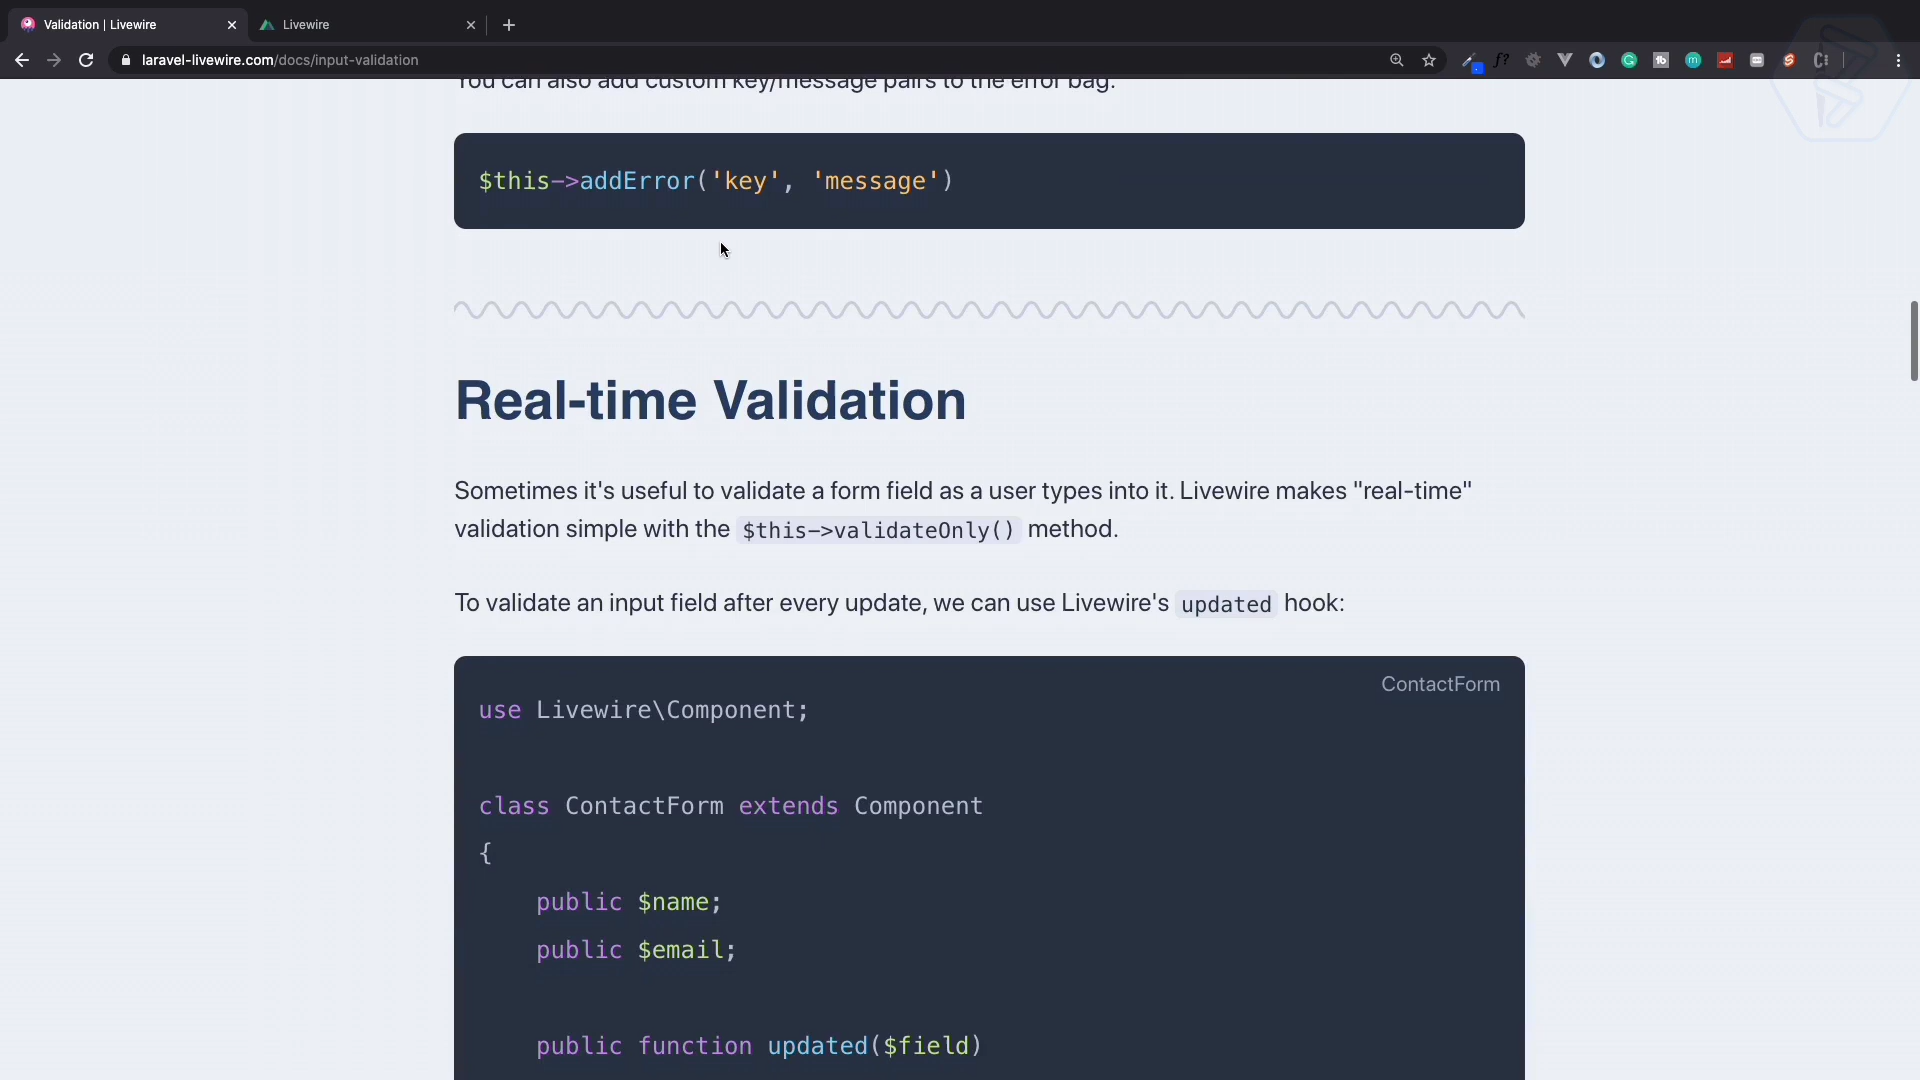 Validation | Livewire
Livewire
laravel-livewire.com/docs/input-validation
You can also add custom key/message pairs to the error bag.
$this->addError('key', 'message')
Real-time Validation
Sometimes it's useful to validate a form field as a user types into it. Livewire makes "real-time"
validation simple with the $this->validateOnly() method.
To validate an input field after every update, we can use Livewire's updated hook:
ContactForm
use Livewire\Component;
class ContactForm extends Component
{
public $name;
public $email;
public function updated($field)